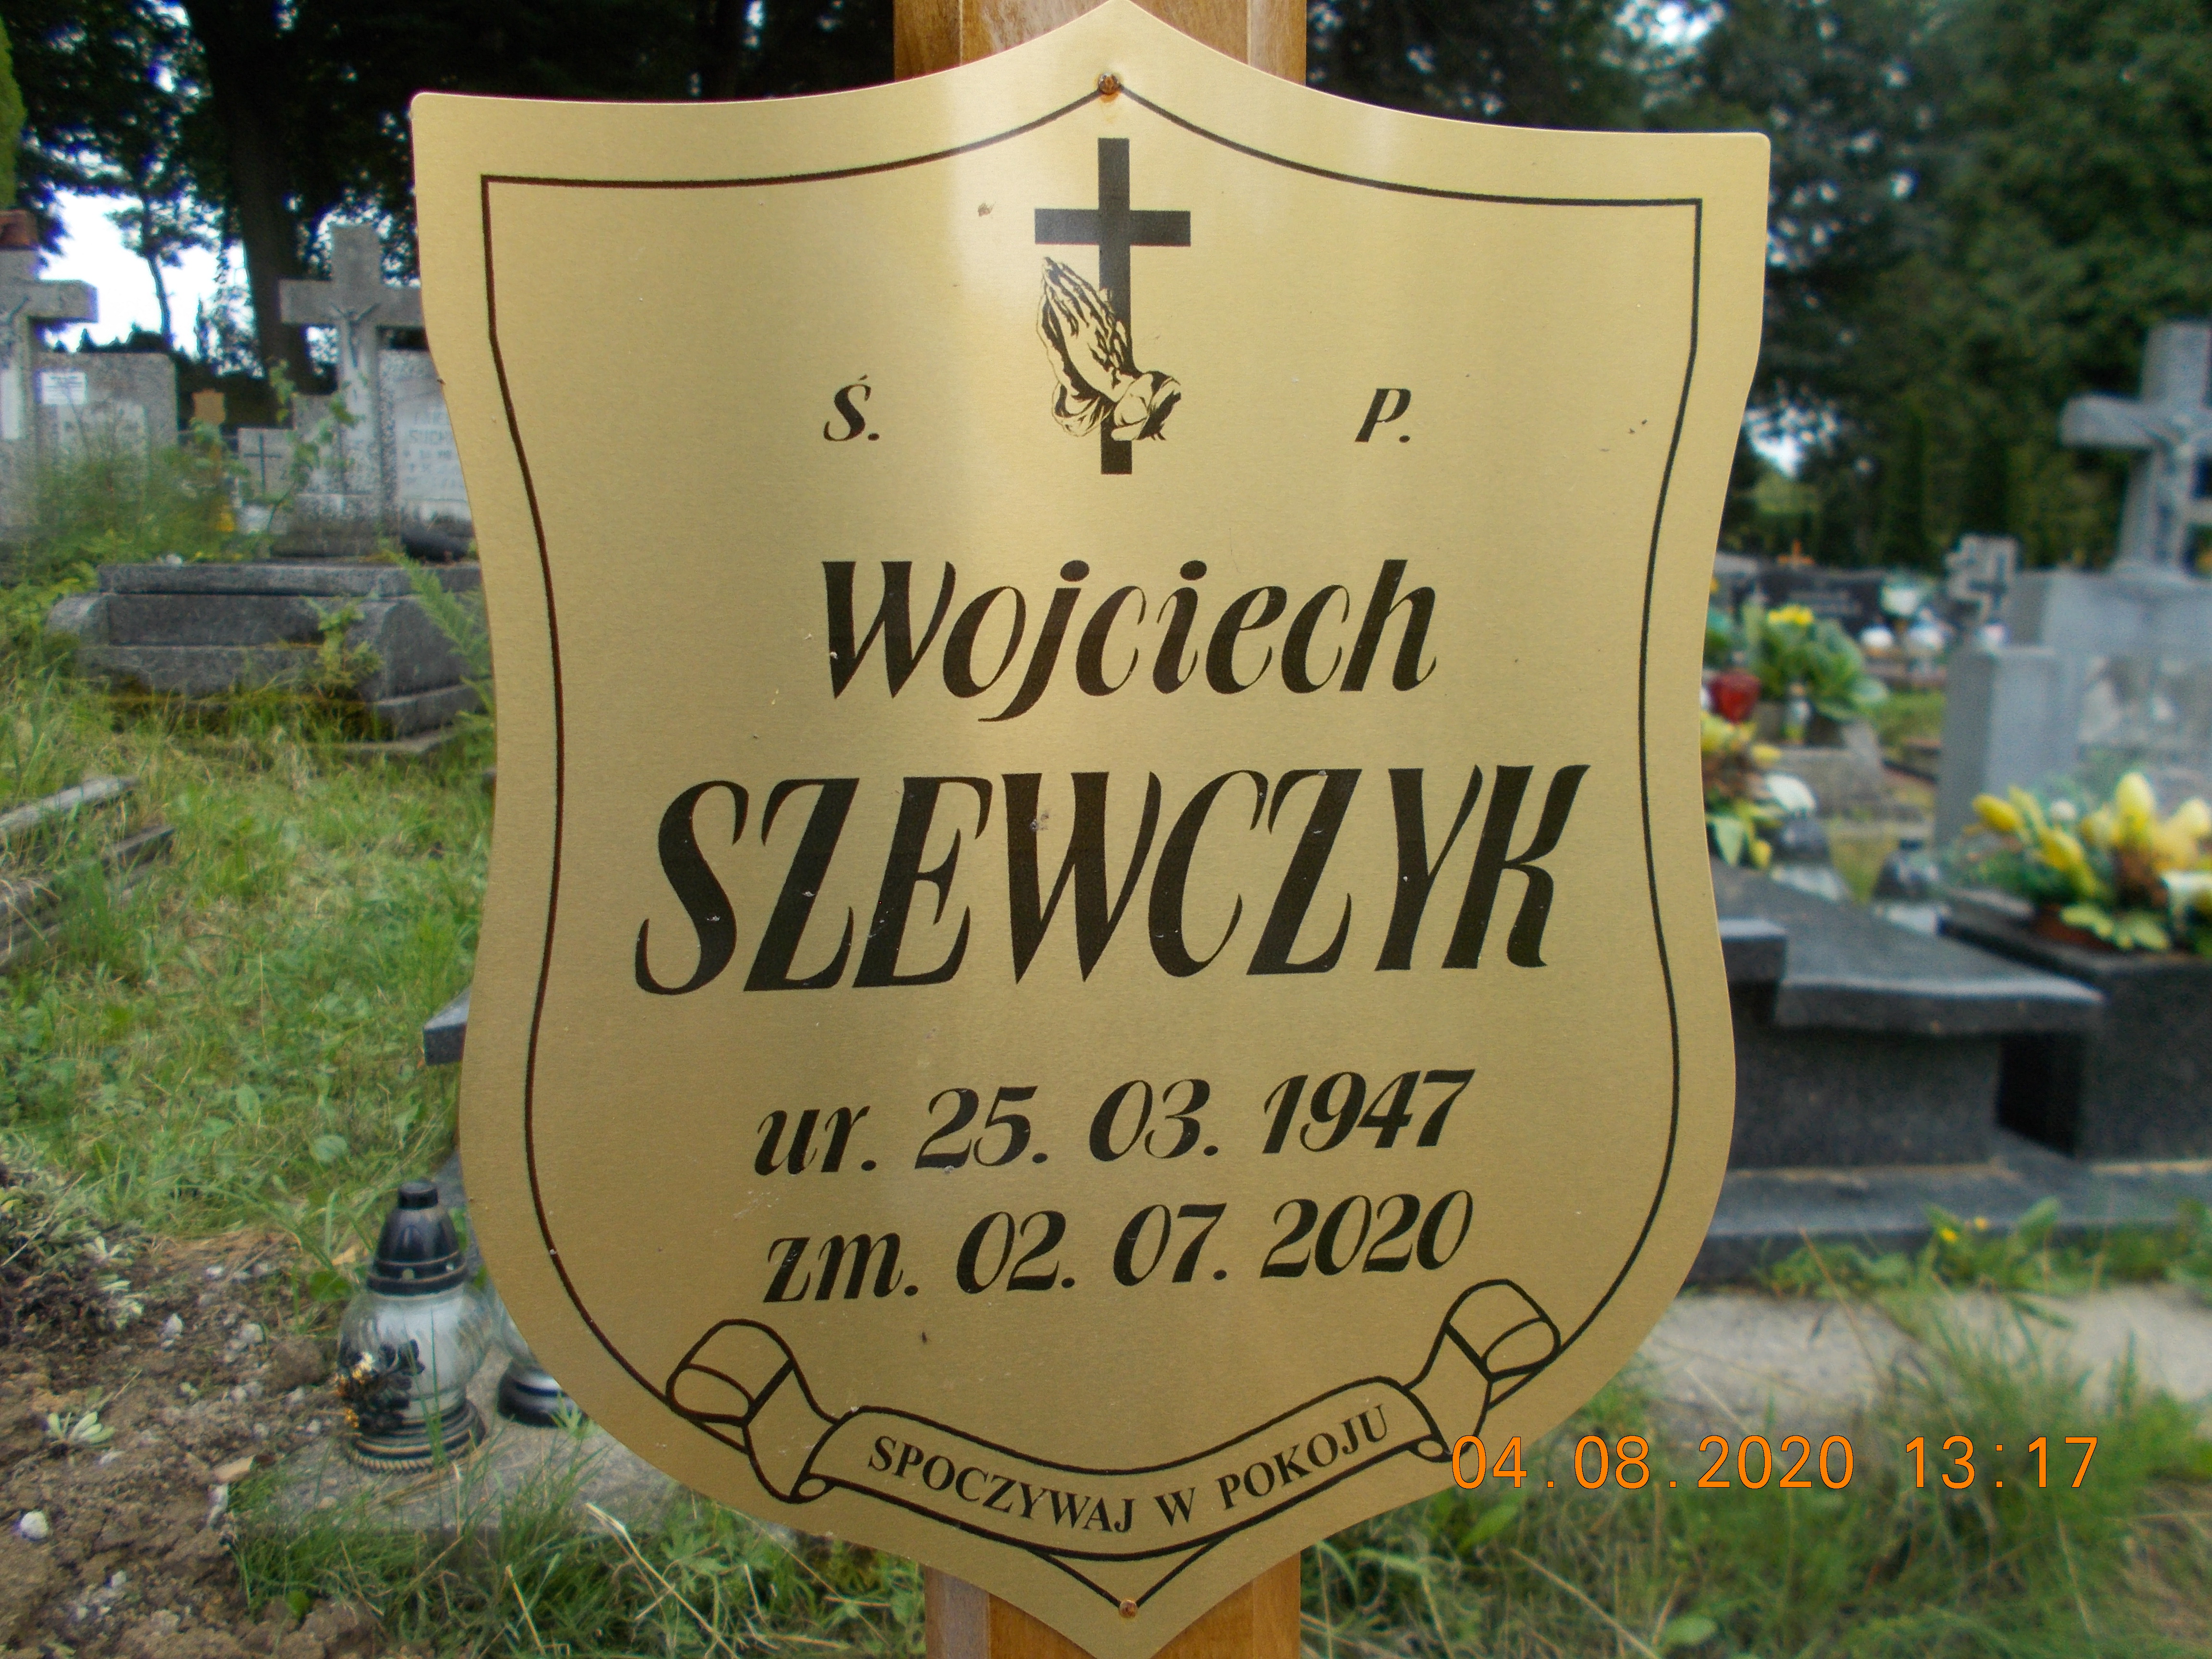 Ś. P.
Wojciech
SZEWCZYK
ur. 25. 03. 1947
zm. 02. 07. 2020
SPOCZYWAJ W POKOJU
04.08.2020 13:17